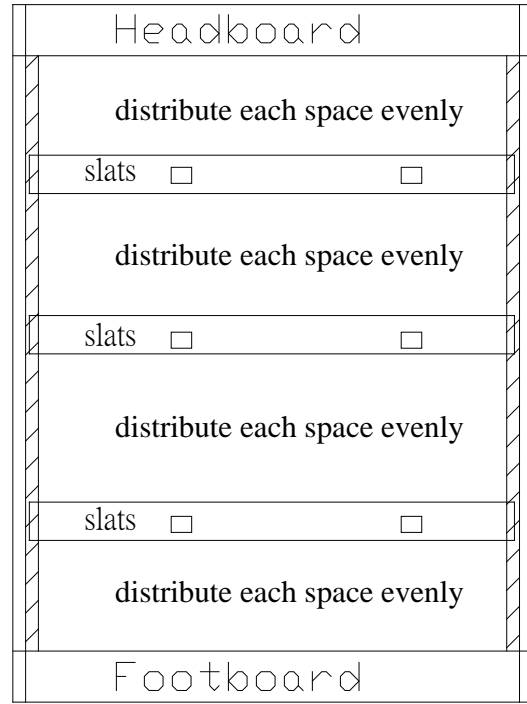 Headboard
distribute each space evenly
slats
distribute each space evenly
slats
distribute each space evenly
slats
distribute each space evenly
Footboard